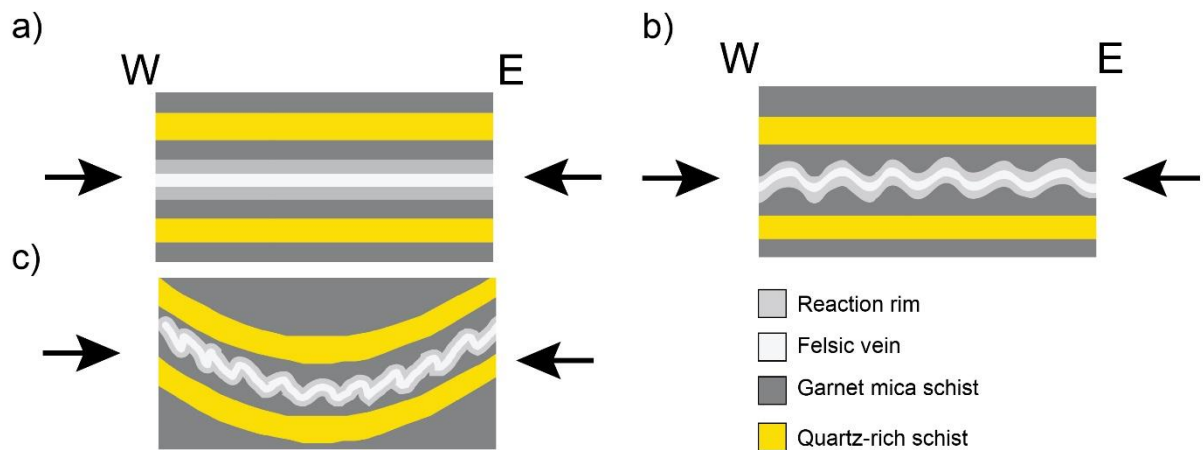 a)
W E
b)
W E
c)
Reaction rim
Felsic vein
Garnet mica schist
Quartz-rich schist